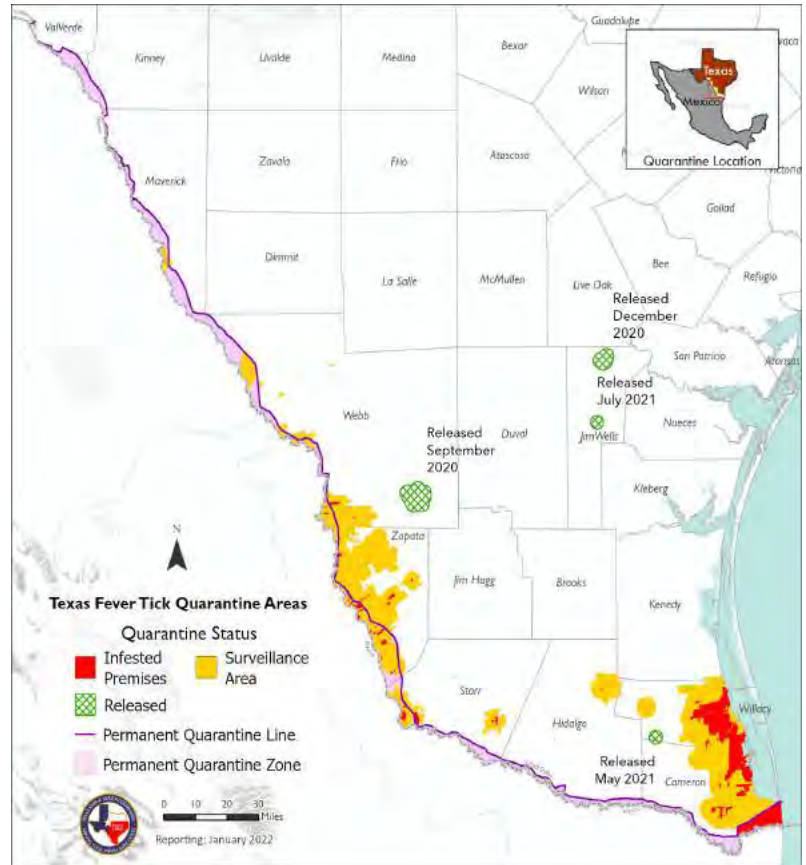 ValVerde
Kinney
Uvalde
Medina
Bexar
Guadalupe
Wilson
Texas
Mexico
Quarantine Location
Maverick
Zavala
Frio
Atascosa
Goliad
Dimmit
La Salle
McMullen
Live Oak
Bee
Refugio
Released
December
2020
San Patricio
Aransas
Released
July 2021
Webb
Duval
JimWells
Nueces
Released
September
2020
Kleberg
N
Zapata
Jim Hogg
Brooks
Kenedy
Texas Fever Tick Quarantine Areas
Quarantine Status
Infested
Premises
Surveillance
Area
Released
Permanent Quarantine Line
Permanent Quarantine Zone
Starr
Hidalgo
Willacy
Released
May 2021
Cameron
0 10 20 30
Miles
Reporting: January 2022